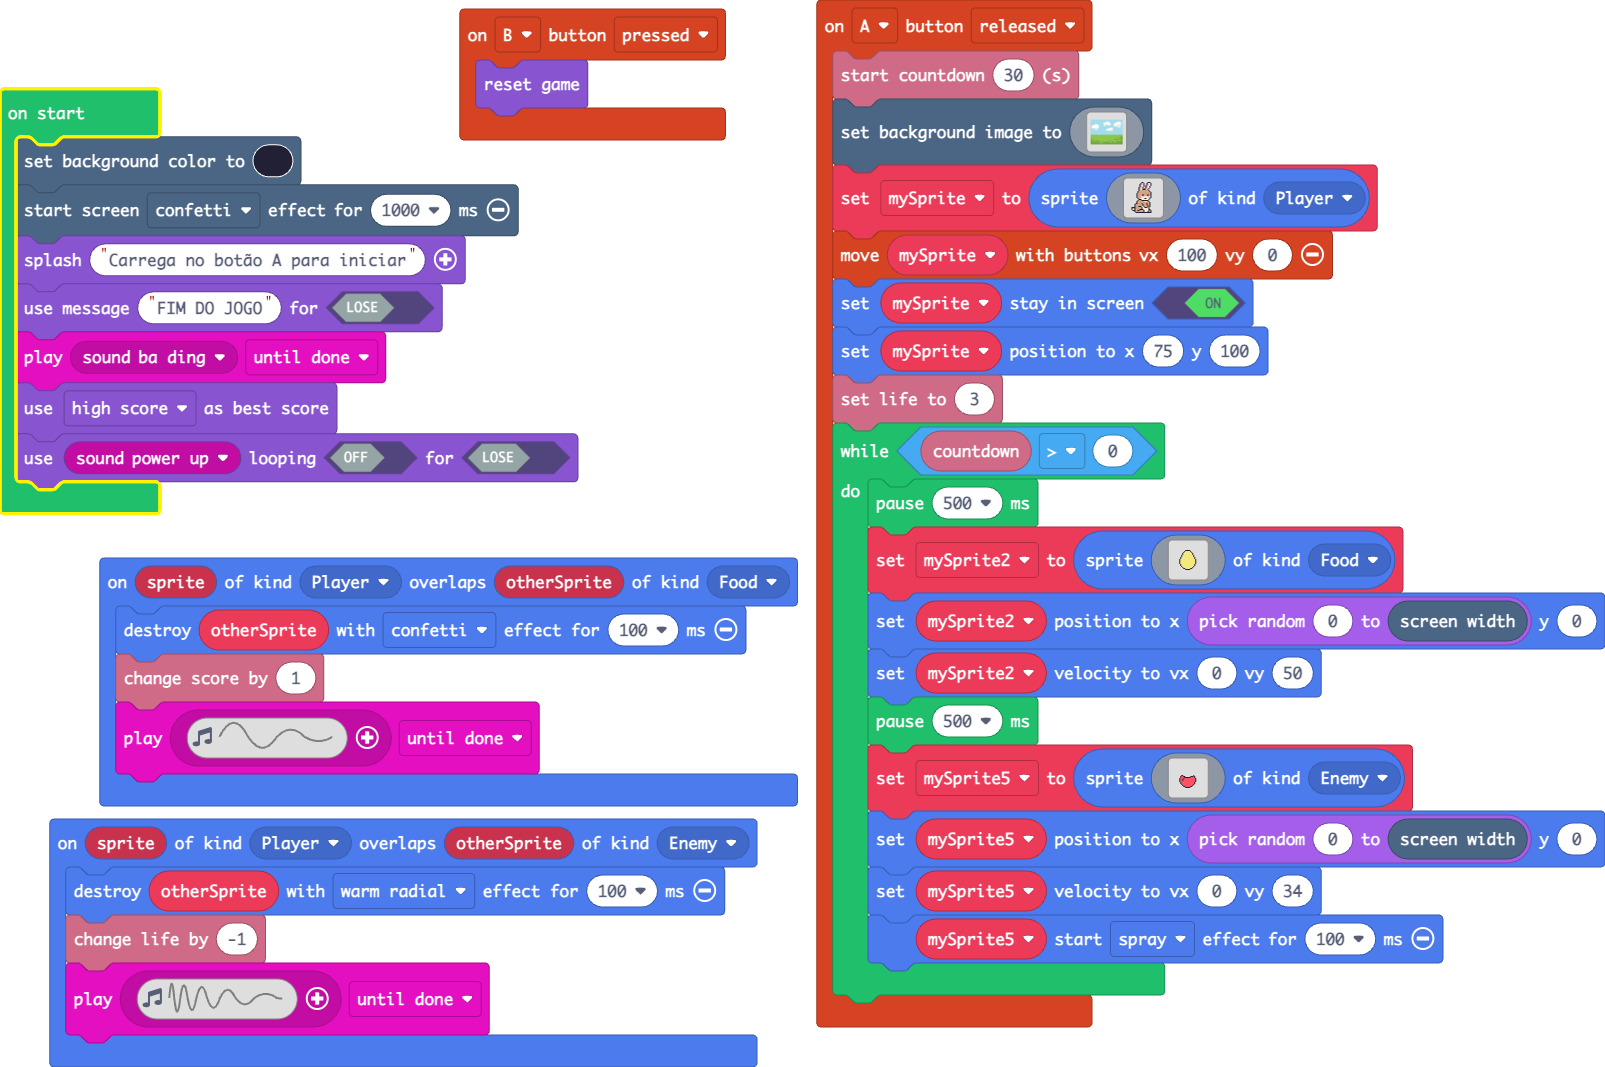 on start
set background color to
start screen confetti effect for 1000 ms
splash "Carrega no botão A para iniciar"
use message "FIM DO JOGO" for LOSE
play sound ba ding until done
use high score as best score
use sound power up looping OFF for LOSE
on B button pressed
reset game
on A button released
start countdown 30 (s)
set background image to
set mySprite to sprite of kind Player
move mySprite with buttons vx 100 vy 0
set mySprite stay in screen ON
set mySprite position to x 75 y 100
set life to 3
while countdown > 0
do
pause 500 ms
set mySprite2 to sprite of kind Food
set mySprite2 position to x pick random 0 to screen width y 0
set mySprite2 velocity to vx 0 vy 50
pause 500 ms
set mySprite5 to sprite of kind Enemy
set mySprite5 position to x pick random 0 to screen width y 0
set mySprite5 velocity to vx 0 vy 34
mySprite5 start spray effect for 100 ms
on sprite of kind Player overlaps otherSprite of kind Food
destroy otherSprite with confetti effect for 100 ms
change score by 1
play until done
on sprite of kind Player overlaps otherSprite of kind Enemy
destroy otherSprite with warm radial effect for 100 ms
change life by -1
play until done